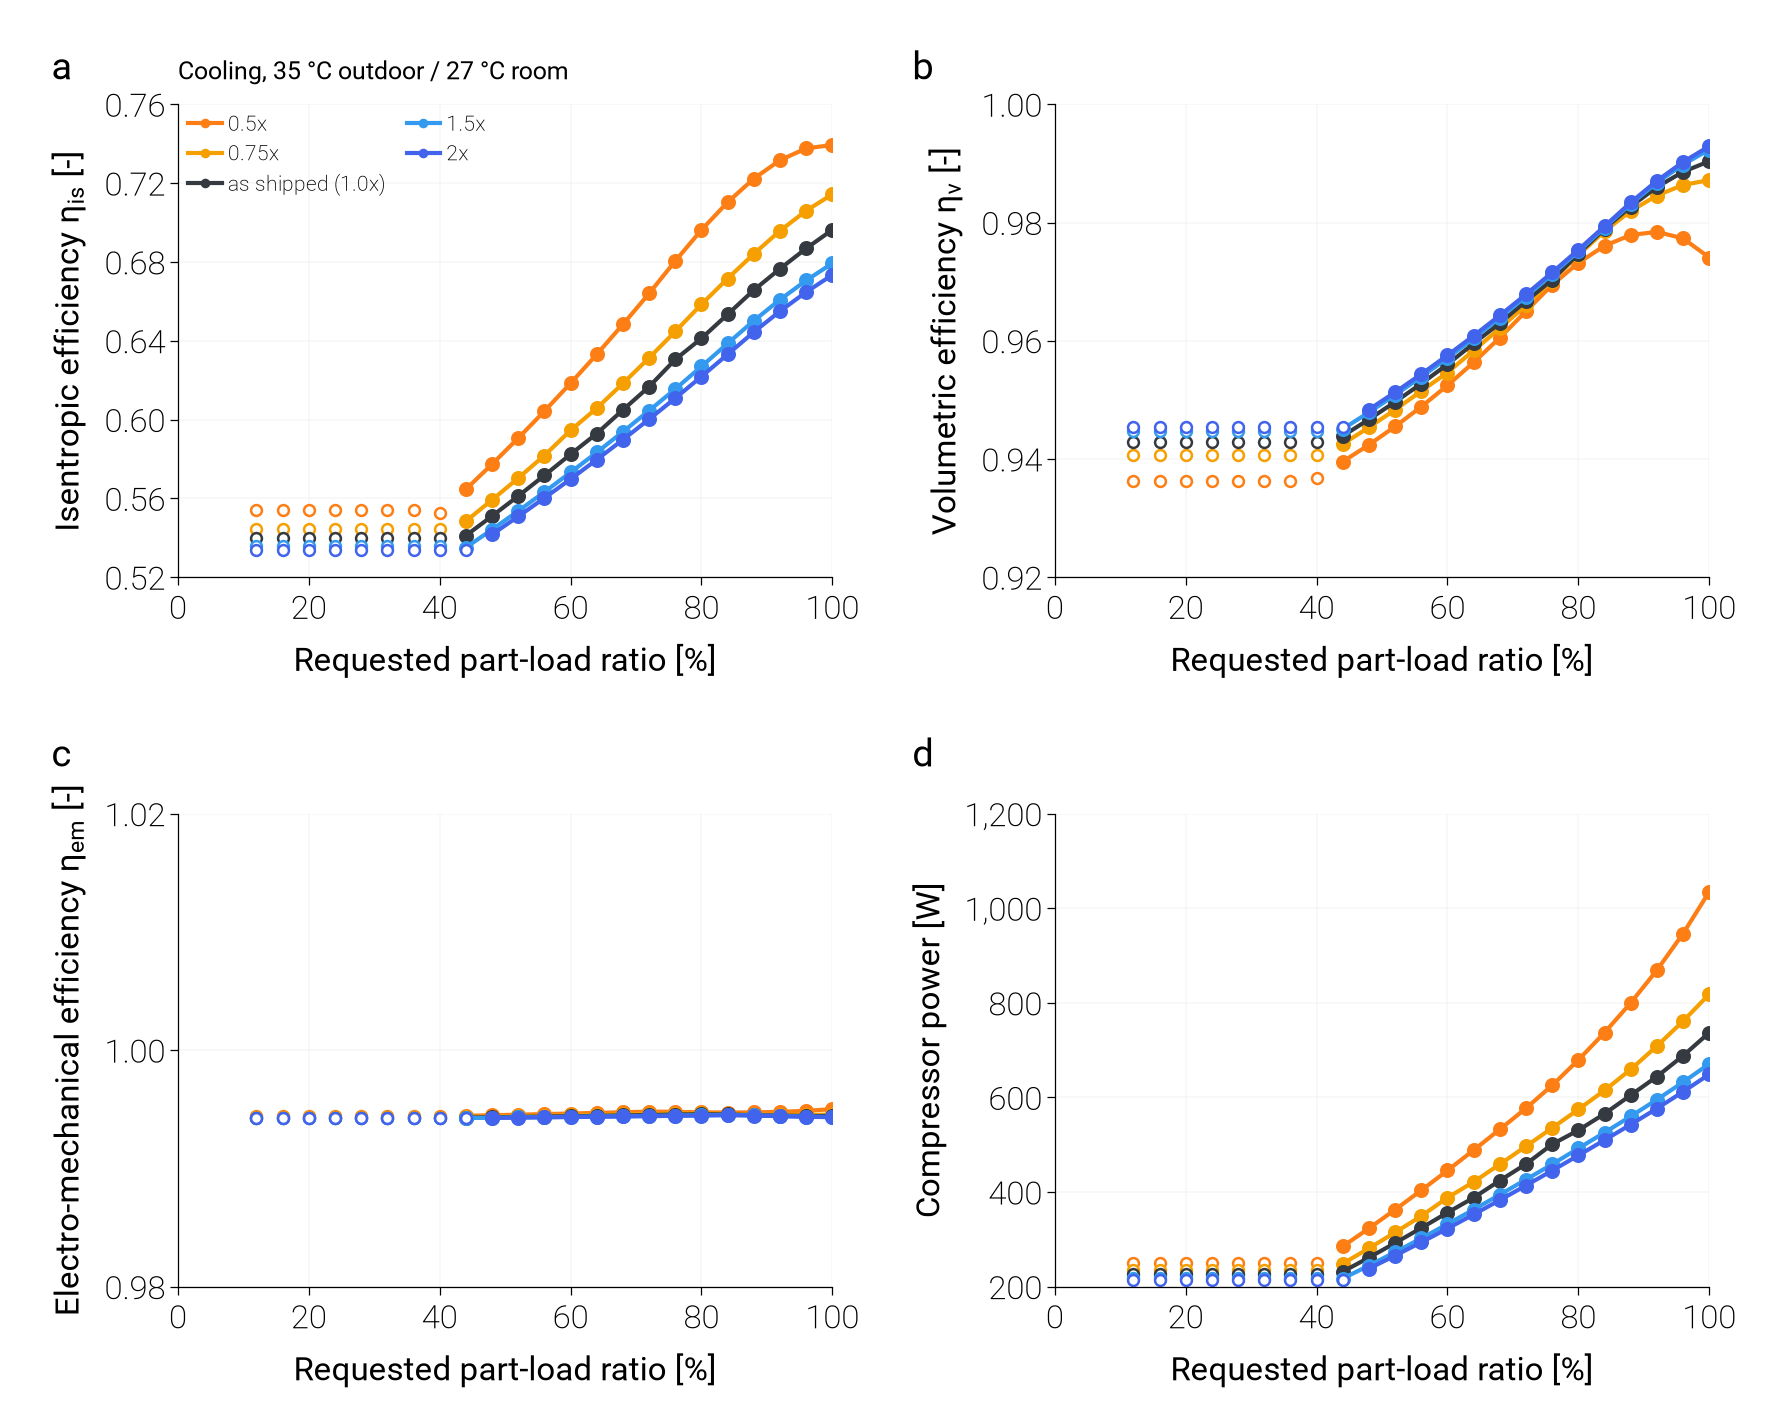 a
Cooling, 35 °C outdoor / 27 °C room
0.76
0.72
0.68
0.64
0.60
0.56
0.52
Isentropic efficiency ηis [-]
0.5x
0.75x
as shipped (1.0x)
1.5x
2x
0 20 40 60 80 100
Requested part-load ratio [%]
b
1.00
0.98
0.96
0.94
0.92
Volumetric efficiency ηv [-]
0 20 40 60 80 100
Requested part-load ratio [%]
c
1.02
1.00
0.98
Electro-mechanical efficiency ηem [-]
0 20 40 60 80 100
Requested part-load ratio [%]
d
1,200
1,000
800
600
400
200
Compressor power [W]
0 20 40 60 80 100
Requested part-load ratio [%]